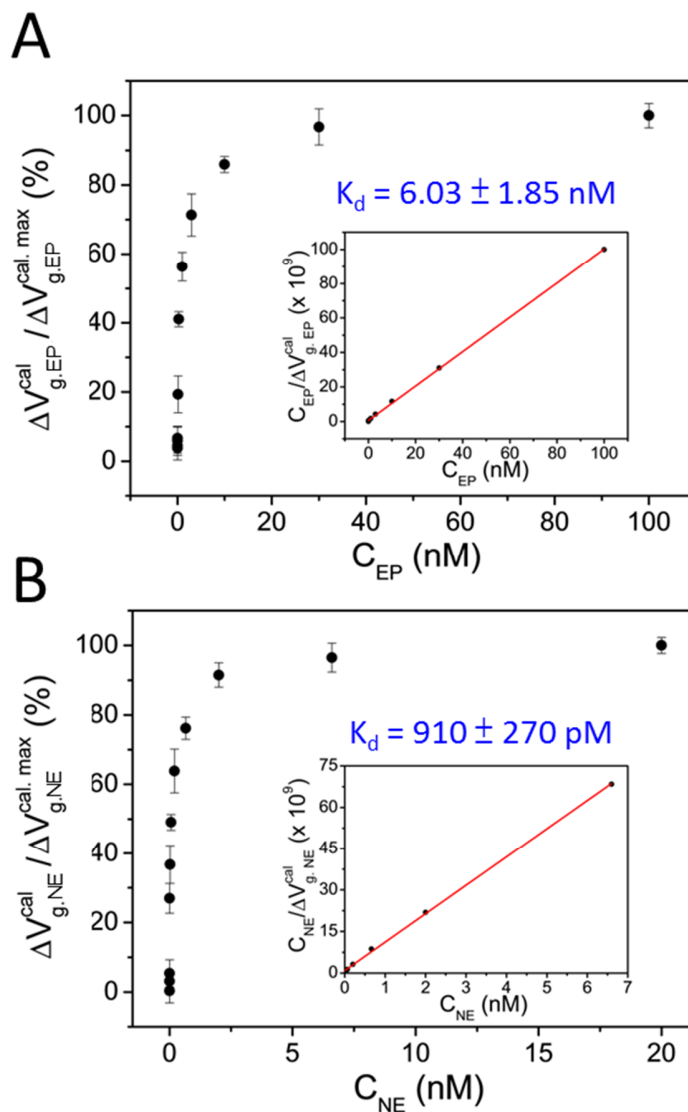 A
ΔV^cal_g.EP / ΔV^cal. max_g.EP (%)
100
80
60
40
20
0
K_d = 6.03 ± 1.85 nM
C_EP/ΔV^cal_g. EP (x 10^9)
100
80
60
40
20
0
0 20 40 60 80 100
C_EP (nM)
0 20 40 60 80 100
C_EP (nM)
B
ΔV^cal_g.NE / ΔV^cal. max_g.NE (%)
100
80
60
40
20
0
K_d = 910 ± 270 pM
C_NE/ΔV^cal_g. NE (x 10^9)
75
60
45
30
15
0
0 1 2 3 4 5 6 7
C_NE (nM)
0 5 10 15 20
C_NE (nM)